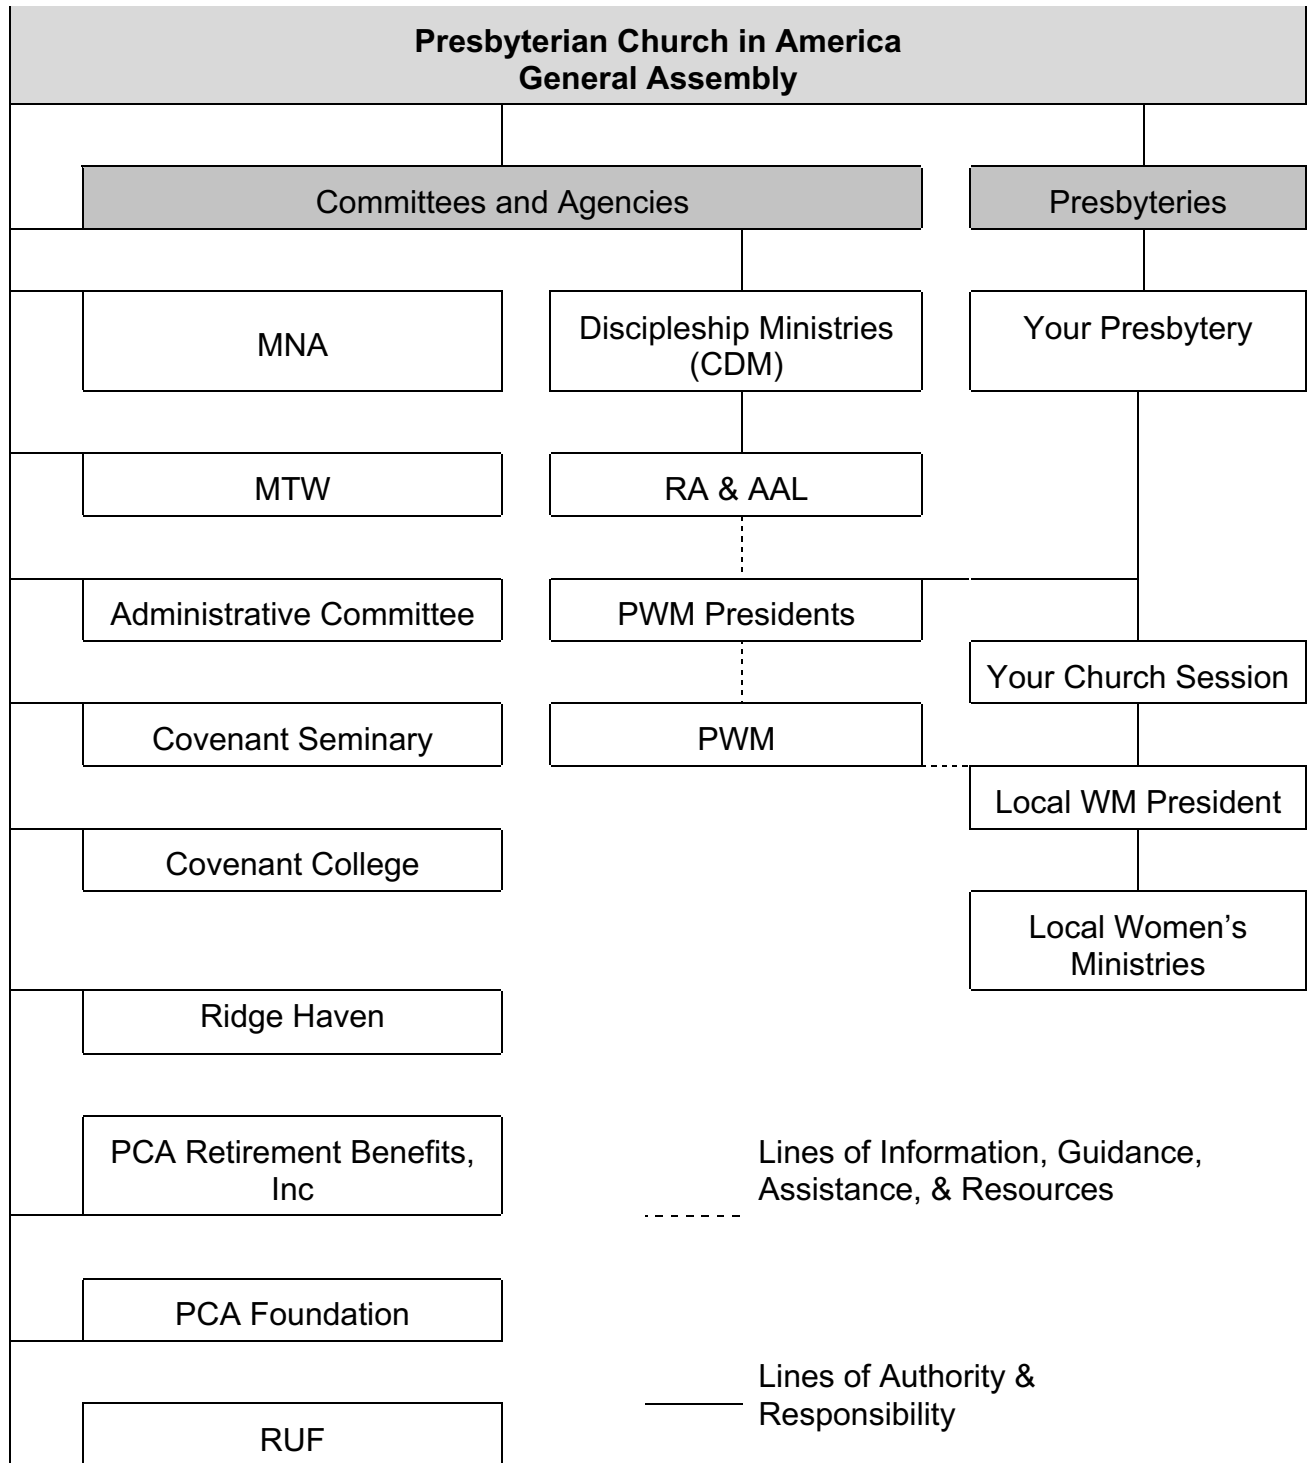 Presbyterian Church in America
General Assembly
Committees and Agencies
Presbyteries
MNA
Discipleship Ministries
(CDM)
Your Presbytery
MTW
RA & AAL
Administrative Committee
PWM Presidents
Your Church Session
Covenant Seminary
PWM
Local WM President
Covenant College
Local Women’s
Ministries
Ridge Haven
PCA Retirement Benefits,
Inc
Lines of Information, Guidance,
Assistance, & Resources
PCA Foundation
Lines of Authority &
Responsibility
RUF